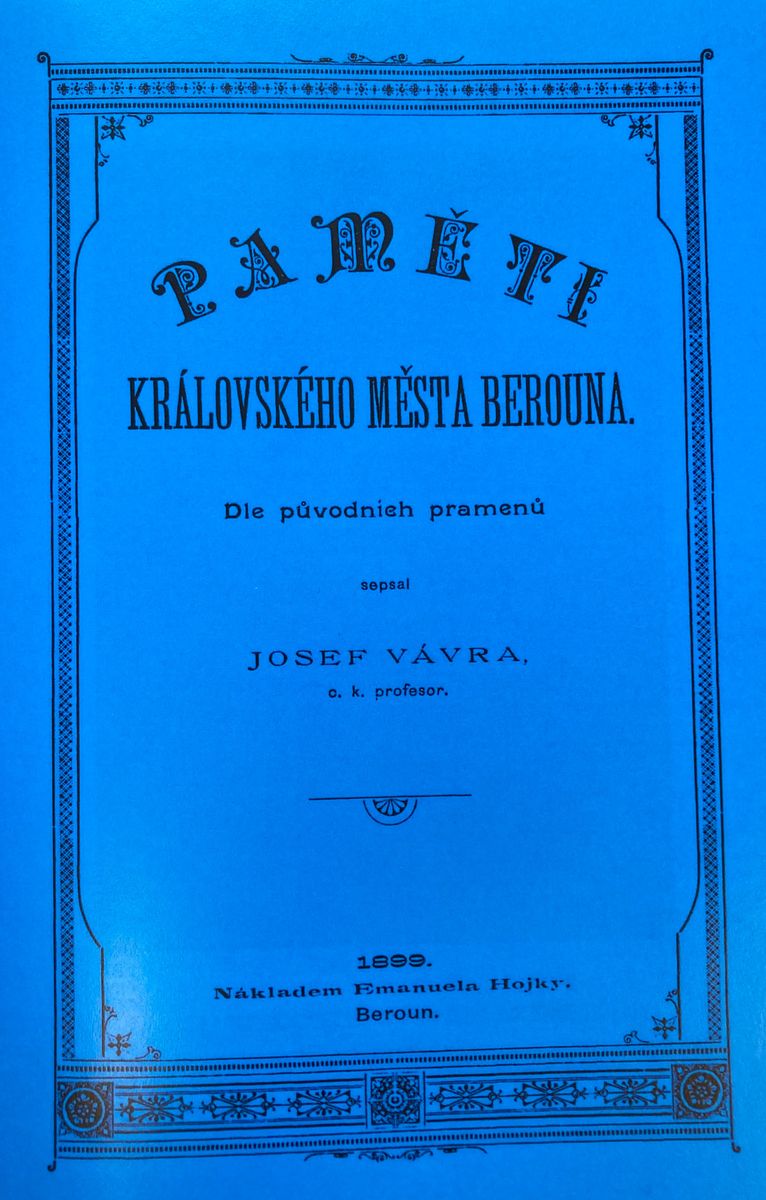 PAMĚTI
KRÁLOVSKÉHO MĚSTA BEROUNA.
Dle původních pramenů
sepsal
JOSEF VÁVRA,
c. k. profesor.
1899.
Nákladem Emanuela Hojky.
Beroun.